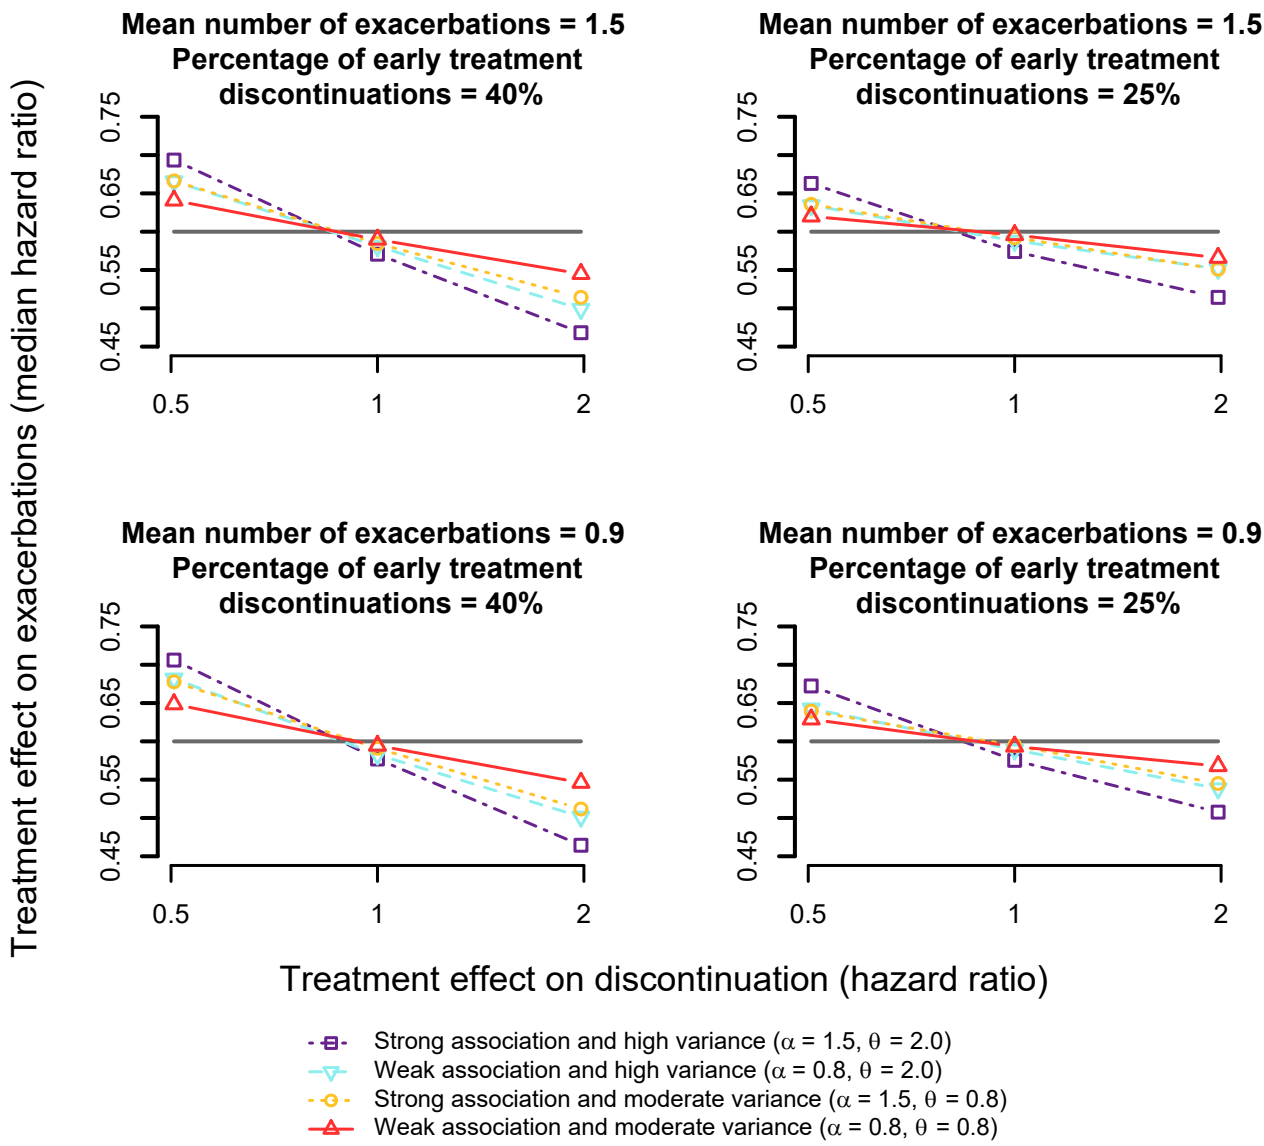 Mean number of exacerbations = 1.5
Percentage of early treatment
discontinuations = 40%
0.75
0.65
0.55
0.45
0.5
1
2
Mean number of exacerbations = 1.5
Percentage of early treatment
discontinuations = 25%
0.75
0.65
0.55
0.45
0.5
1
2
Treatment effect on exacerbations (median hazard ratio)
Mean number of exacerbations = 0.9
Percentage of early treatment
discontinuations = 40%
0.75
0.65
0.55
0.45
0.5
1
2
Mean number of exacerbations = 0.9
Percentage of early treatment
discontinuations = 25%
0.75
0.65
0.55
0.45
0.5
1
2
Treatment effect on discontinuation (hazard ratio)
Strong association and high variance (α = 1.5, θ = 2.0)
Weak association and high variance (α = 0.8, θ = 2.0)
Strong association and moderate variance (α = 1.5, θ = 0.8)
Weak association and moderate variance (α = 0.8, θ = 0.8)